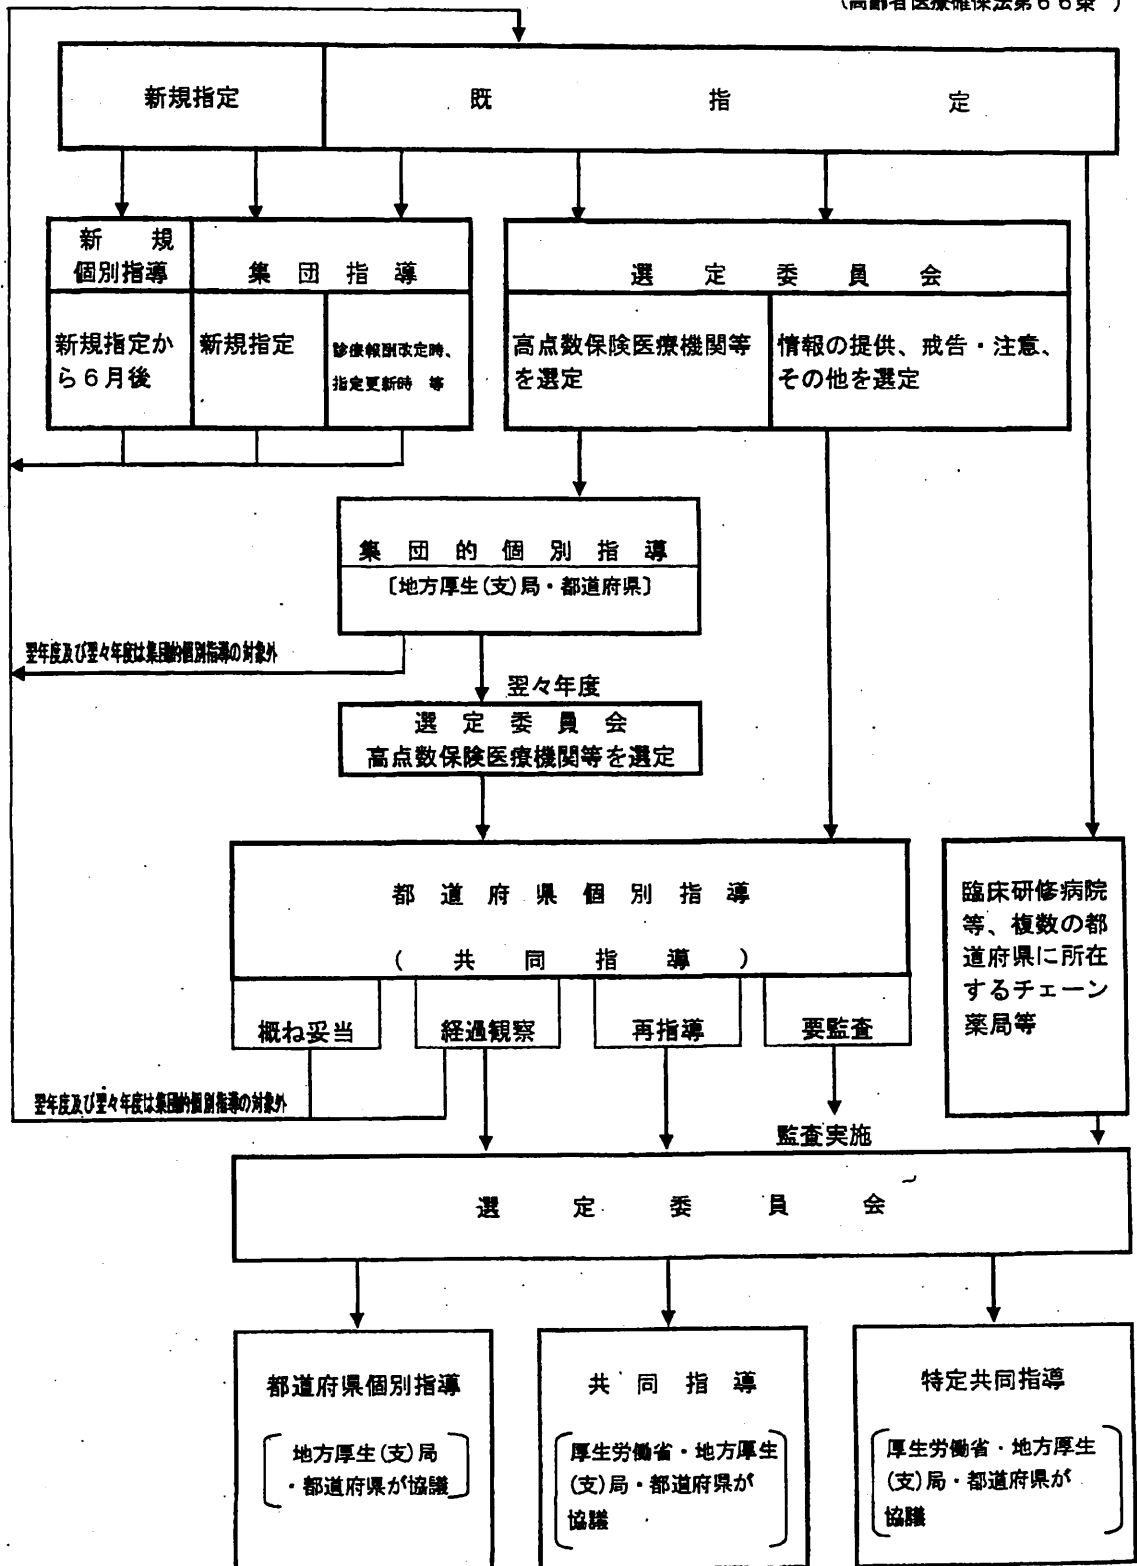 (高齢者医療確保法第66条 )
新規指定
既 指 定
新 規
個別指導
集 団 指 導
選 定 委 員 会
新規指定か
ら6月後
新規指定
診療報酬改定時、
指定更新時 等
高点数保険医療機関等
を選定
情報の提供、戒告・注意、
その他を選定
集 団 的 個 別 指 導
〔地方厚生(支)局・都道府県〕
翌年度及び翌々年度は集団的個別指導の対象外
翌々年度
選 定 委 員 会
高点数保険医療機関等を選定
都 道 府 県 個 別 指 導
( 共 同 指 導 )
臨床研修病院
等、複数の都
道府県に所在
するチェーン
薬局等
概ね妥当
経過観察
再指導
要監査
翌年度及び翌々年度は集団的個別指導の対象外
監査実施
選 定 委 員 会
都道府県個別指導
地方厚生(支)局
・都道府県が協議
共 同 指 導
厚生労働省・地方厚生
(支)局・都道府県が
協議
特定共同指導
厚生労働省・地方厚生
(支)局・都道府県が
協議